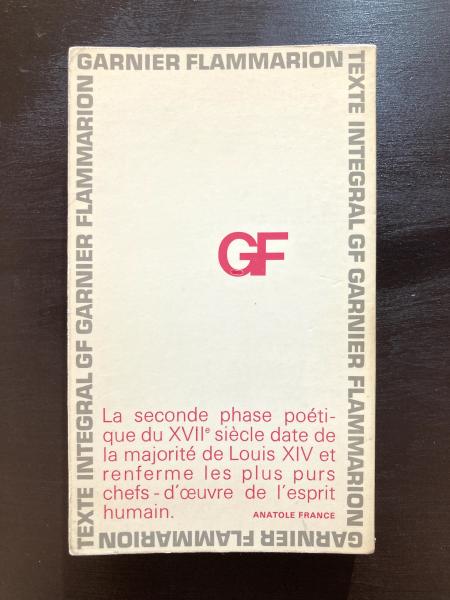 GARNIER FLAMMARION
TEXTE INTEGRAL GF GARNIER FLAMMARION
TEXTE INTEGRAL GF GARNIER FLAMMARION
GF
La seconde phase poéti-
que du XVIIe siècle date de
la majorité de Louis XIV et
renferme les plus purs
chefs-d'œuvre de l'esprit
humain.
ANATOLE FRANCE
GARNIER FLAMMARION